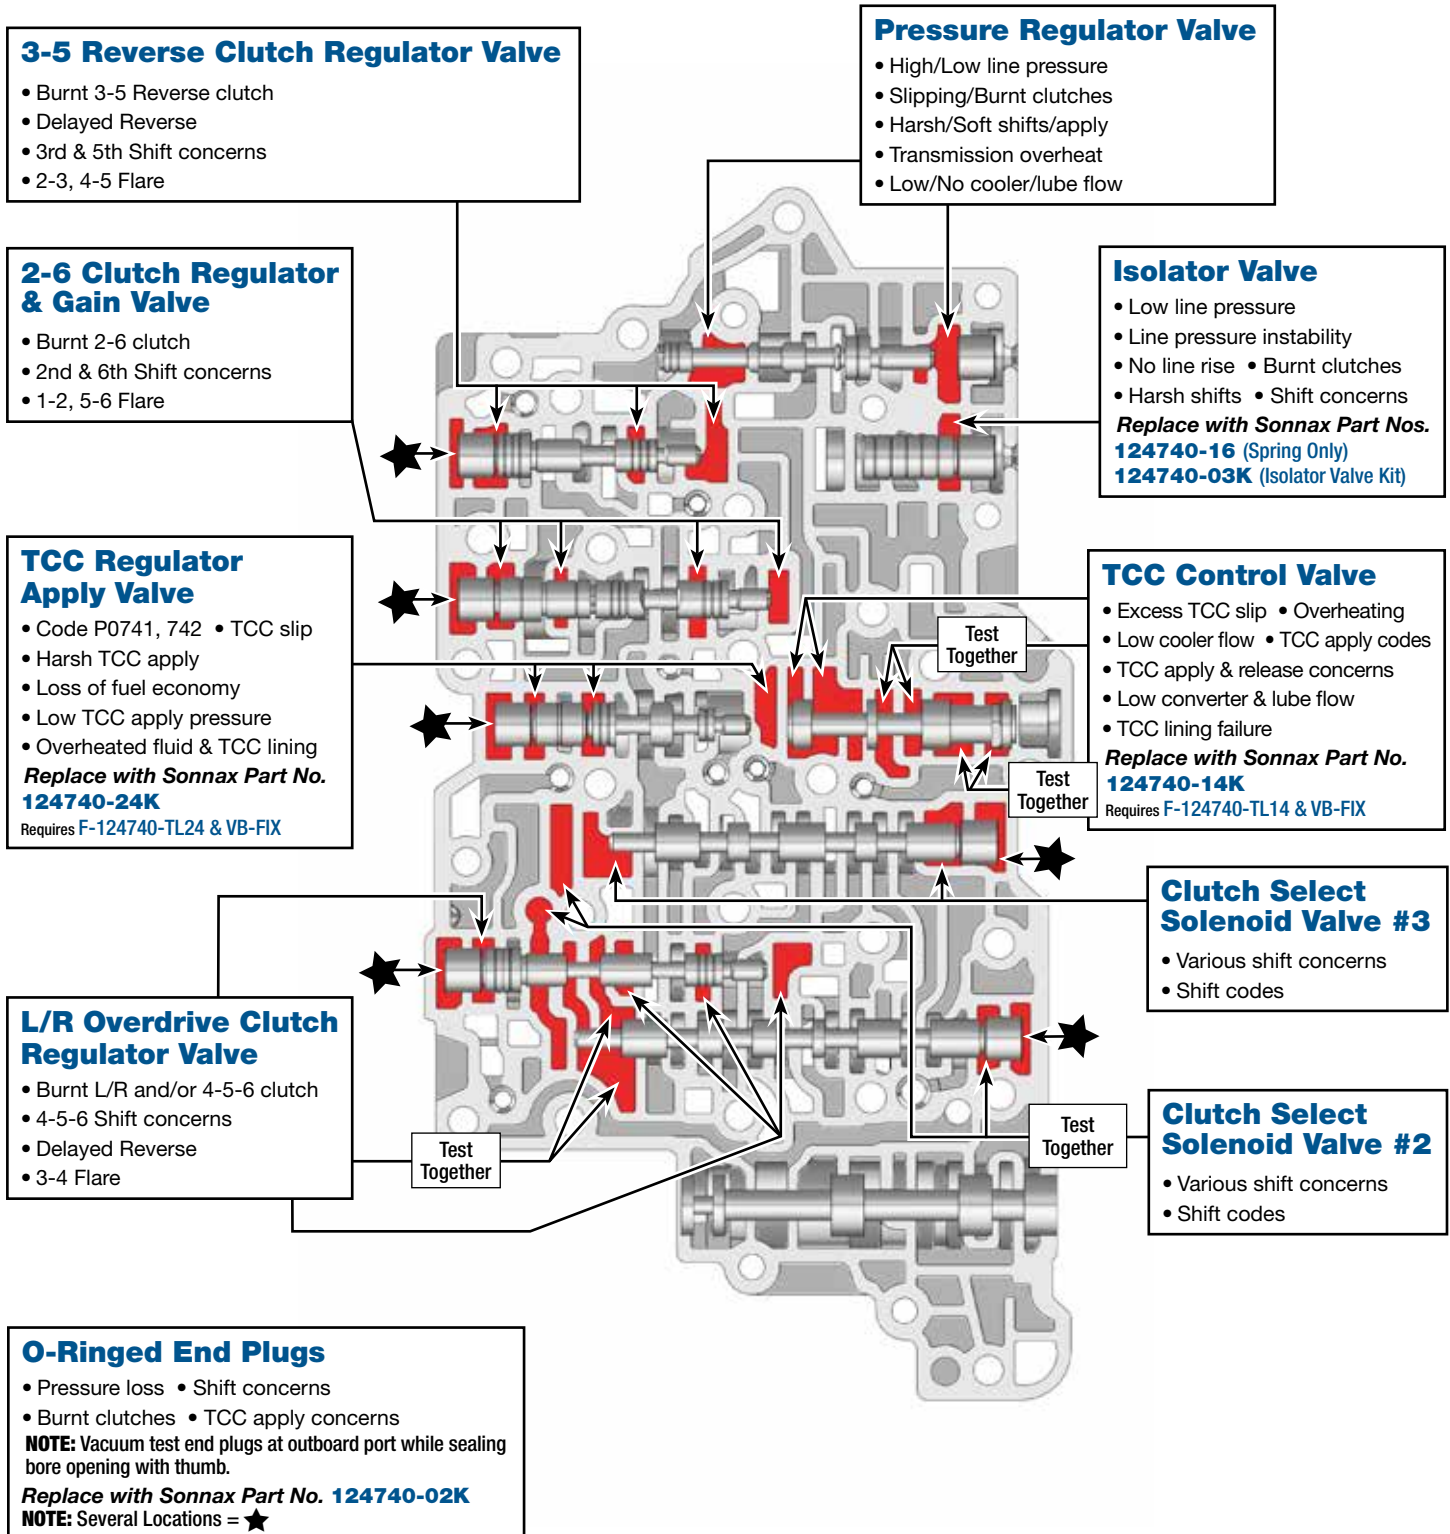 3-5 Reverse Clutch Regulator Valve
• Burnt 3-5 Reverse clutch
• Delayed Reverse
• 3rd & 5th Shift concerns
• 2-3, 4-5 Flare
Pressure Regulator Valve
• High/Low line pressure
• Slipping/Burnt clutches
• Harsh/Soft shifts/apply
• Transmission overheat
• Low/No cooler/lube flow
2-6 Clutch Regulator
& Gain Valve
• Burnt 2-6 clutch
• 2nd & 6th Shift concerns
• 1-2, 5-6 Flare
Isolator Valve
• Low line pressure
• Line pressure instability
• No line rise • Burnt clutches
• Harsh shifts • Shift concerns
Replace with Sonnax Part Nos.
124740-16 (Spring Only)
124740-03K (Isolator Valve Kit)
TCC Regulator
Apply Valve
• Code P0741, 742 • TCC slip
• Harsh TCC apply
• Loss of fuel economy
• Low TCC apply pressure
• Overheated fluid & TCC lining
Replace with Sonnax Part No.
124740-24K
Requires F-124740-TL24 & VB-FIX
TCC Control Valve
• Excess TCC slip • Overheating
• Low cooler flow • TCC apply codes
• TCC apply & release concerns
• Low converter & lube flow
• TCC lining failure
Replace with Sonnax Part No.
124740-14K
Requires F-124740-TL14 & VB-FIX
Test
Together
Test
Together
Clutch Select
Solenoid Valve #3
• Various shift concerns
• Shift codes
L/R Overdrive Clutch
Regulator Valve
• Burnt L/R and/or 4-5-6 clutch
• 4-5-6 Shift concerns
• Delayed Reverse
• 3-4 Flare
Test
Together
Test
Together
Clutch Select
Solenoid Valve #2
• Various shift concerns
• Shift codes
O-Ringed End Plugs
• Pressure loss • Shift concerns
• Burnt clutches • TCC apply concerns
NOTE: Vacuum test end plugs at outboard port while sealing
bore opening with thumb.
Replace with Sonnax Part No. 124740-02K
NOTE: Several Locations = ★